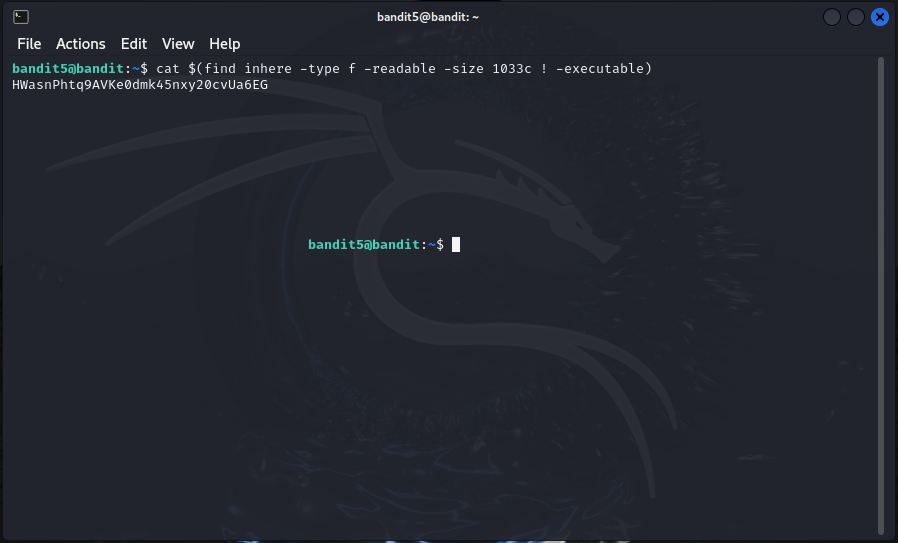 bandit5@bandit: ~
File Actions Edit View Help
bandit5@bandit:~$ cat $(find inhere -type f -readable -size 1033c ! -executable)
HWasnPhtq9AVKe0dmk45nxy20cvUa6EG
bandit5@bandit:~$